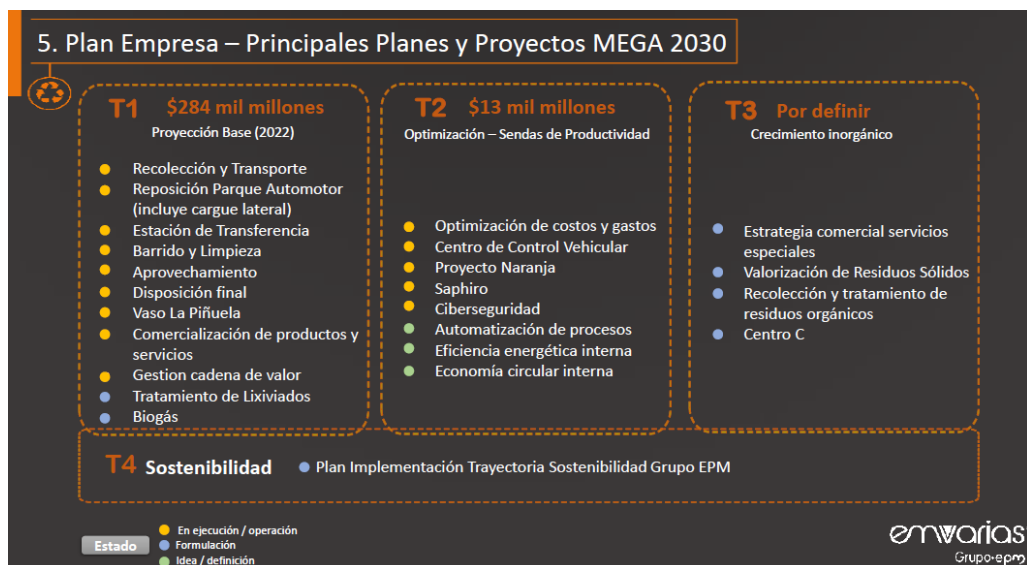 5. Plan Empresa – Principales Planes y Proyectos MEGA 2030
T1 $284 mil millones
Proyección Base (2022)
Recolección y Transporte
Reposición Parque Automotor
(incluye cargue lateral)
Estación de Transferencia
Barrido y Limpieza
Aprovechamiento
Disposición final
Vaso La Piñuela
Comercialización de productos y
servicios
Gestion cadena de valor
Tratamiento de Lixiviados
Biogás
T2 $13 mil millones
Optimización – Sendas de Productividad
Optimización de costos y gastos
Centro de Control Vehicular
Proyecto Naranja
Saphiro
Ciberseguridad
Automatización de procesos
Eficiencia energética interna
Economía circular interna
T3 Por definir
Crecimiento inorgánico
Estrategia comercial servicios
especiales
Valorización de Residuos Sólidos
Recolección y tratamiento de
residuos orgánicos
Centro C
T4 Sostenibilidad
Plan Implementación Trayectoria Sostenibilidad Grupo EPM
Estado
En ejecución / operación
Formulación
Idea / definición
emvarias
Grupo·epm